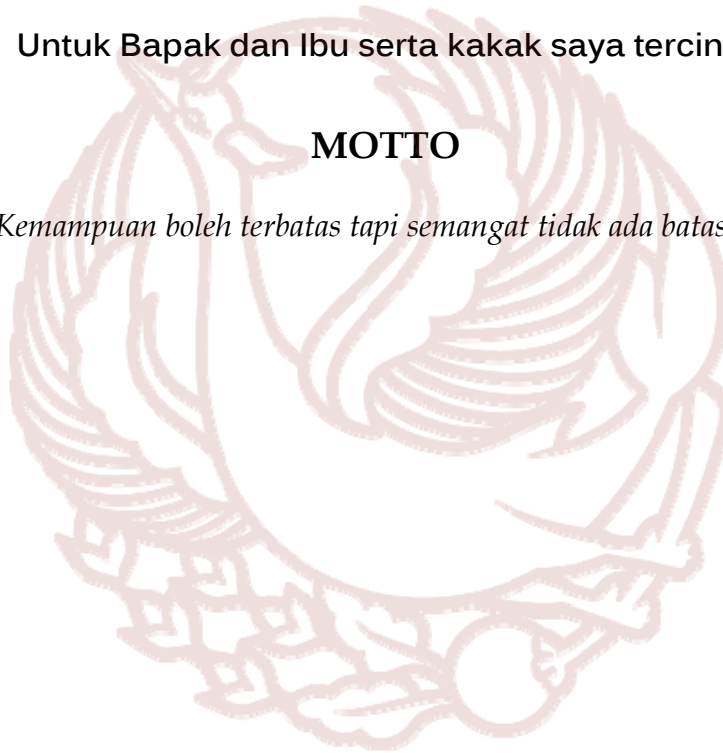 Untuk Bapak dan Ibu serta kakak saya tercin
MOTTO
Kemampuan boleh terbatas tapi semangat tidak ada batas